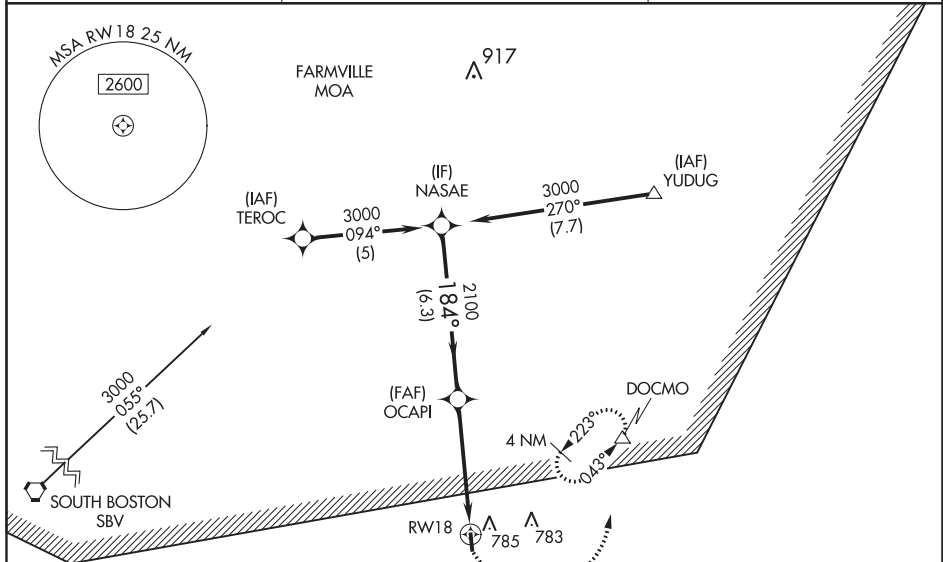 MSA RW18 25 NM
2600
FARMVILLE
MOA
917
(IAF)
TEROC
3000
094°
(5)
(IF)
NASAE
3000
270°
(7.7)
(IAF)
YUDUG
2100
184°
(6.3)
3000
055°
(25.7)
(FAF)
OCAPI
DOCMO
4 NM
223°
043°
SOUTH BOSTON
SBV
RW18
785
783